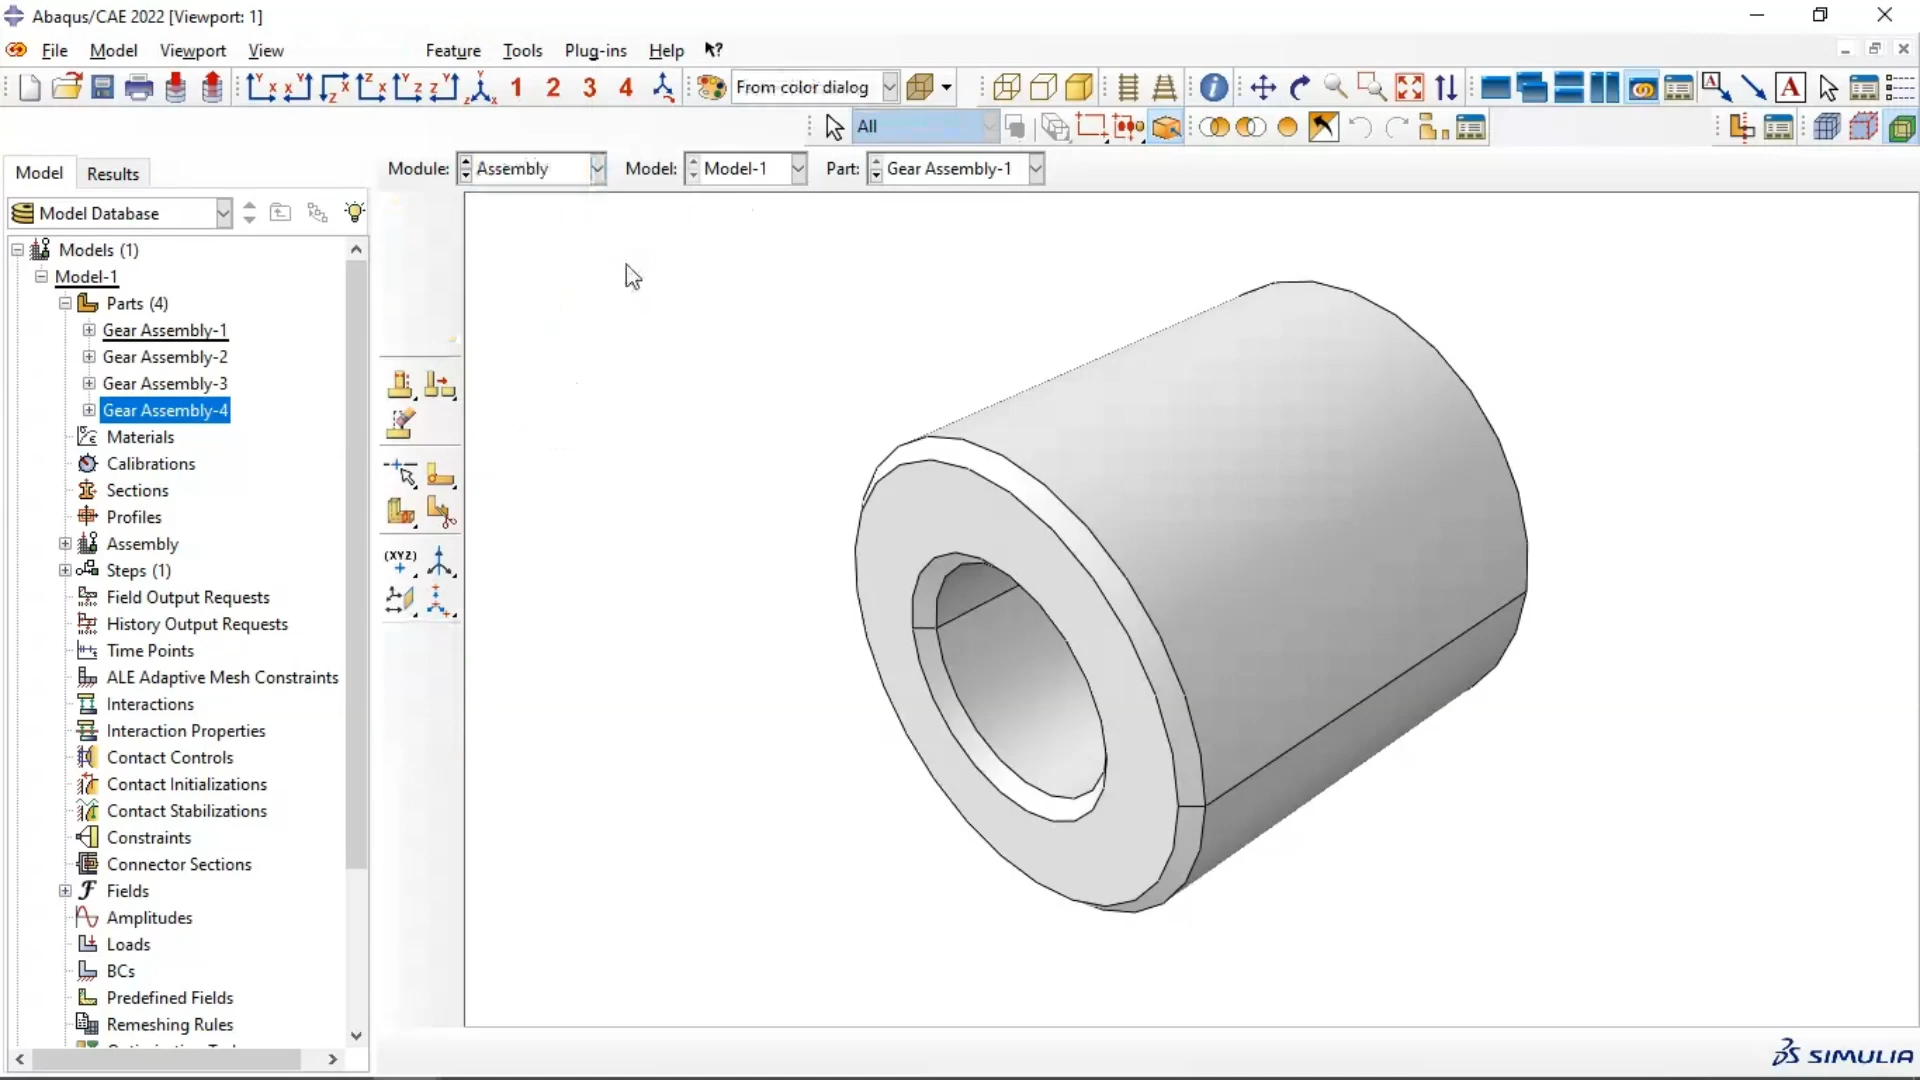 Abaqus/CAE 2022 [Viewport: 1]
File Model Viewport View Feature Tools Plug-ins Help
1 2 3 4 From color dialog
All
Module: Assembly Model: Model-1 Part: Gear Assembly-1
Model Results
Model Database
Models (1)
Model-1
Parts (4)
Gear Assembly-1
Gear Assembly-2
Gear Assembly-3
Gear Assembly-4
Materials
Calibrations
Sections
Profiles
Assembly
Steps (1)
Field Output Requests
History Output Requests
Time Points
ALE Adaptive Mesh Constraints
Interactions
Interaction Properties
Contact Controls
Contact Initializations
Contact Stabilizations
Constraints
Connector Sections
Fields
Amplitudes
Loads
BCs
Predefined Fields
Remeshing Rules
(XYZ)
SIMULIA